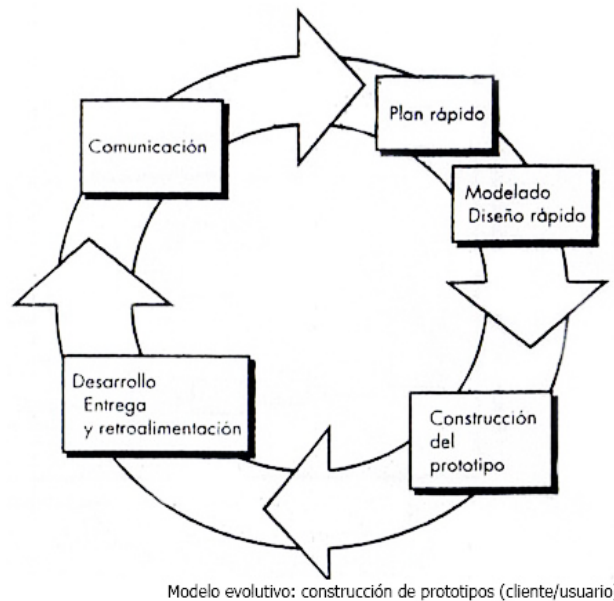 Comunicación
Plan rápido
Modelado
Diseño rápido
Construcción
del
prototipo
Desarrollo
Entrega
y retroalimentación
Modelo evolutivo: construcción de prototipos (cliente/usuario